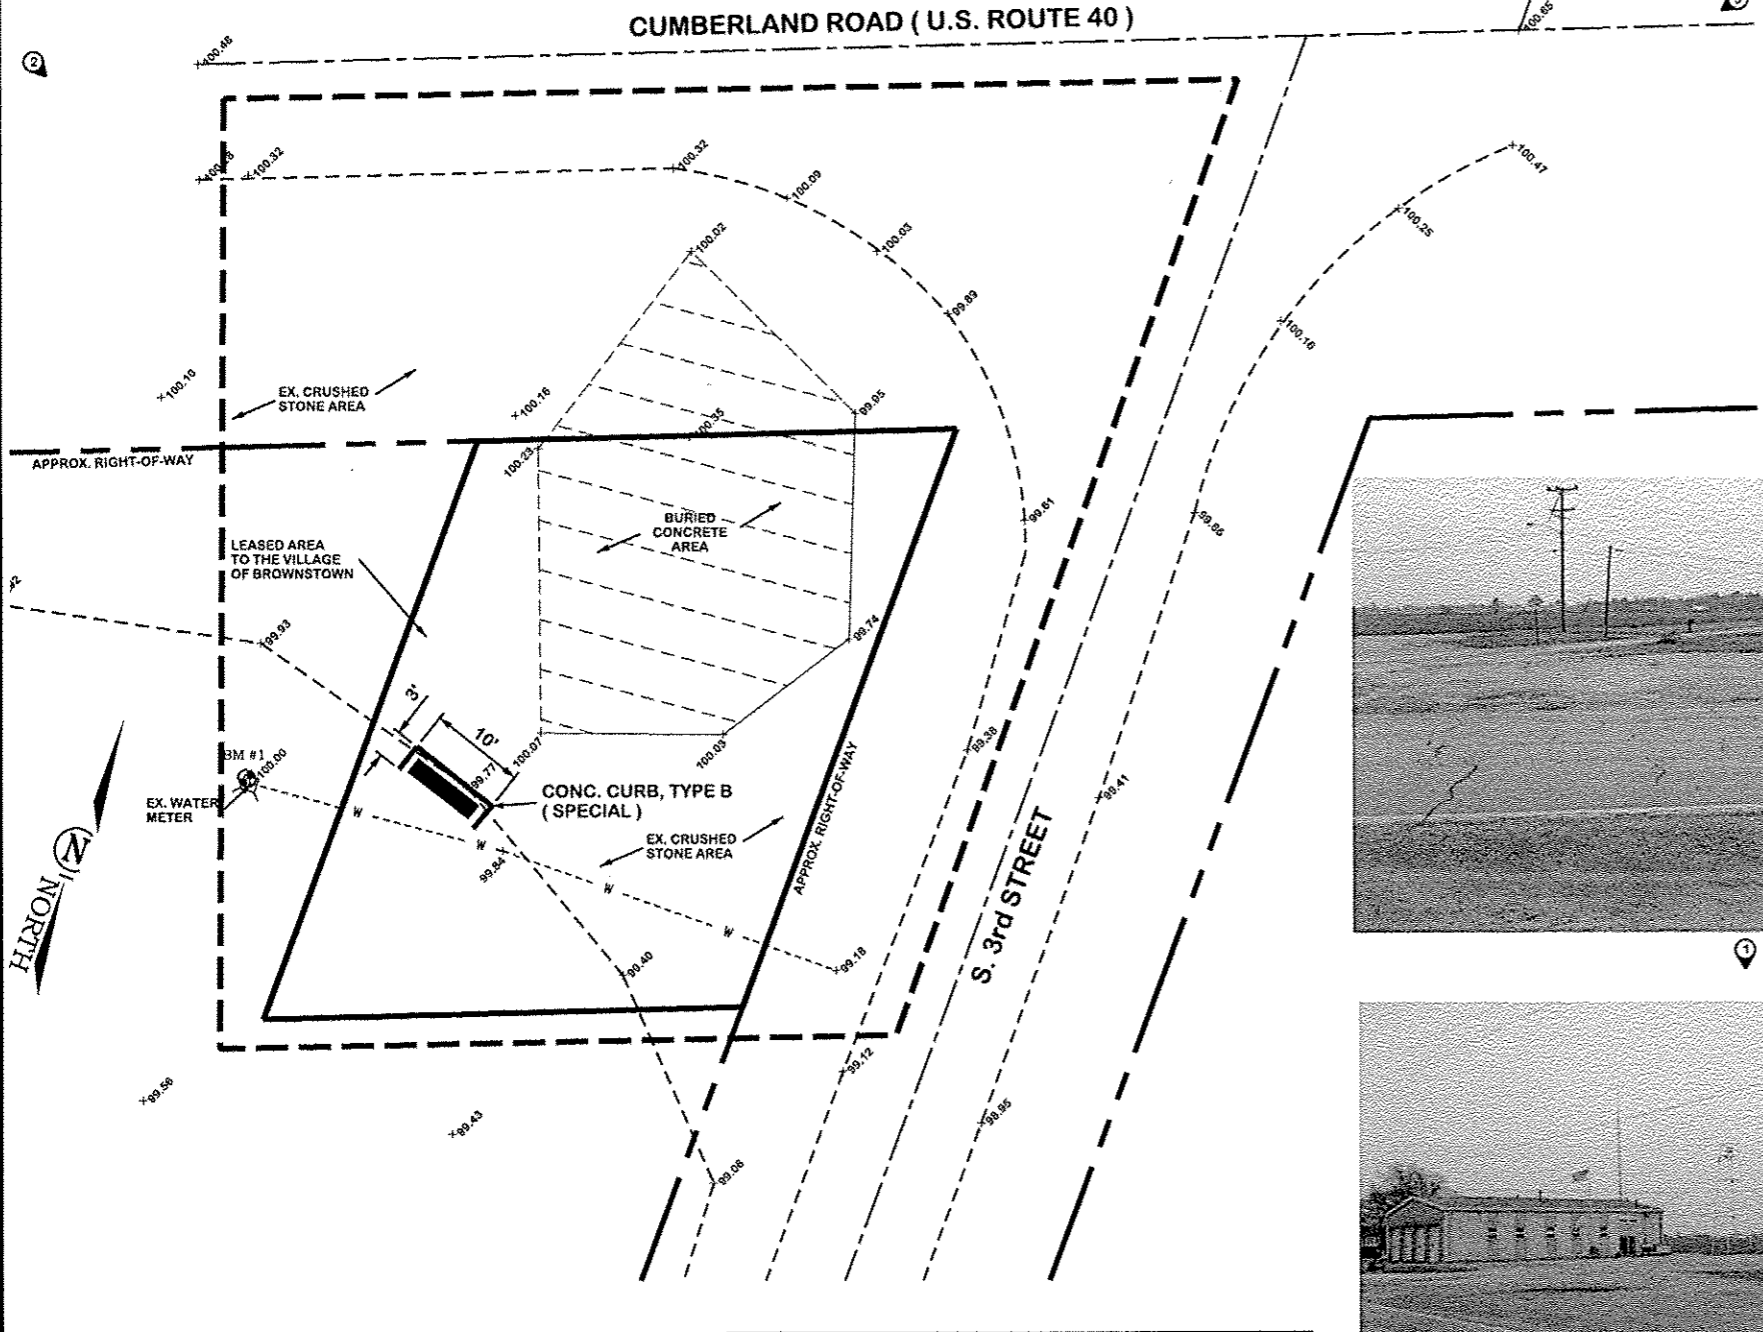 CUMBERLAND ROAD ( U.S. ROUTE 40 )
100.48
100.65
2
100.32
100.32
100.09
100.03
100.02
99.89
100.47
100.25
100.16
100.10
EX. CRUSHED
STONE AREA
100.16
100.35
99.95
100.23
APPROX. RIGHT-OF-WAY
BURIED
CONCRETE
AREA
99.61
LEASED AREA
TO THE VILLAGE
OF BROWNSTOWN
99.93
99.74
3'
10'
99.77
100.07
100.03
99.38
99.41
BM #1
100.00
EX. WATER
METER
CONC. CURB, TYPE B
( SPECIAL )
W
W
W
W
99.84
EX. CRUSHED
STONE AREA
APPROX. RIGHT-OF-WAY
S. 3rd STREET
N
NORTH
99.40
99.18
1
99.12
99.56
99.43
98.95
99.06